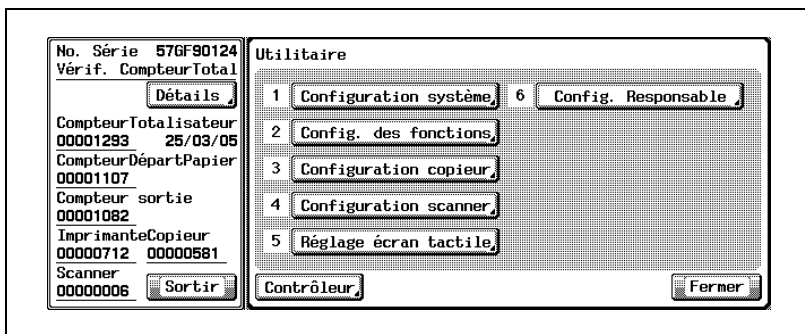 No. Série 57GF90124
Vérif. CompteurTotal
Détails
CompteurTotalisateur
00001293 25/03/05
CompteurDépartPapier
00001107
Compteur sortie
00001082
ImprimanteCopieur
00000712 00000581
Scanner
00000006 Sortir
Utilitaire
1 Configuration système 6 Config. Responsable
2 Config. des fonctions
3 Configuration copieur
4 Configuration scanner
5 Réglage écran tactile
Contrôleur Fermer